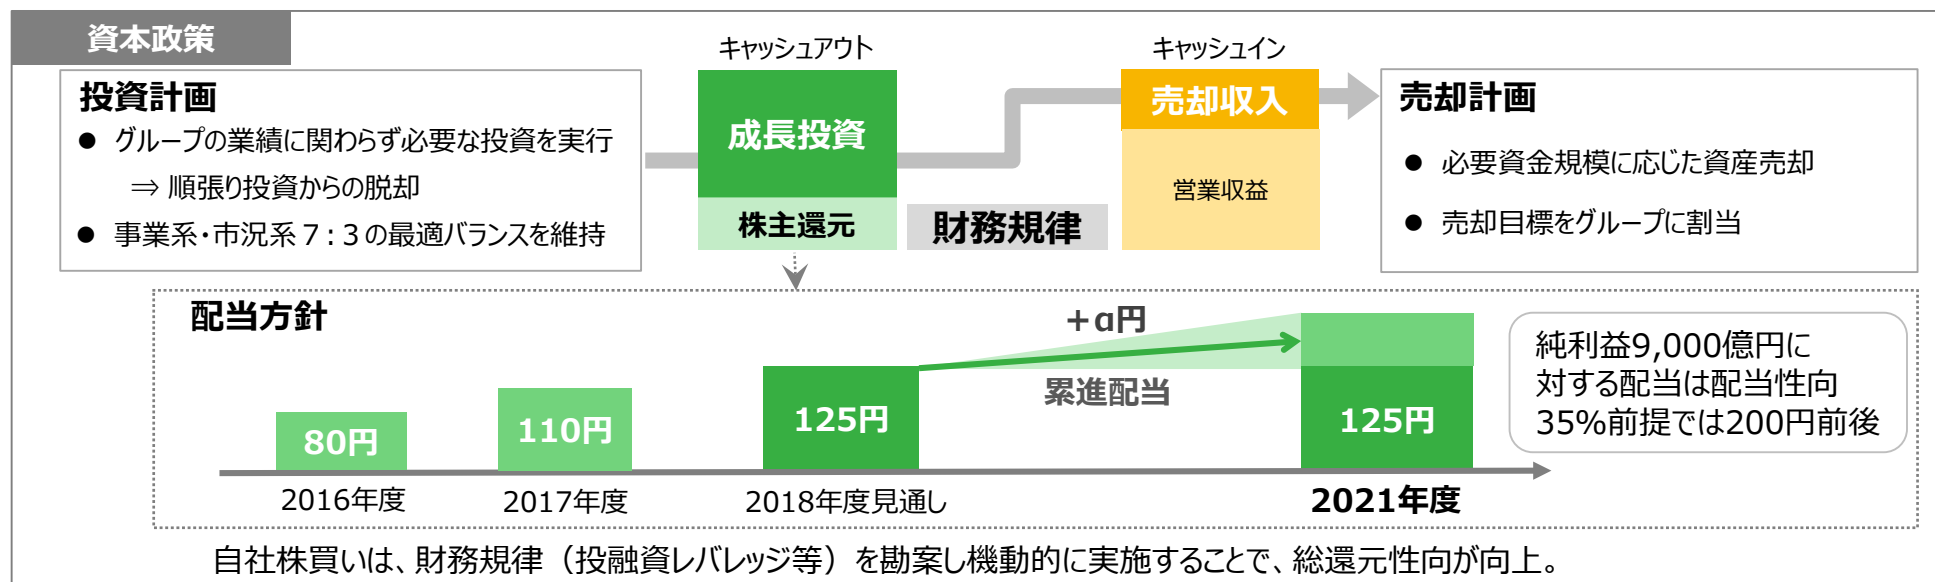 資本政策
投資計画
● グループの業績に関わらず必要な投資を実行
⇒ 順張り投資からの脱却
● 事業系・市況系７：３の最適バランスを維持
キャッシュアウト
成長投資
株主還元
財務規律
キャッシュイン
売却収入
営業収益
売却計画
● 必要資金規模に応じた資産売却
● 売却目標をグループに割当
配当方針
80円
110円
125円
＋α円
累進配当
125円
2016年度
2017年度
2018年度見通し
2021年度
純利益9,000億円に
対する配当は配当性向
35%前提では200円前後
自社株買いは、財務規律（投融資レバレッジ等）を勘案し機動的に実施することで、総還元性向が向上。